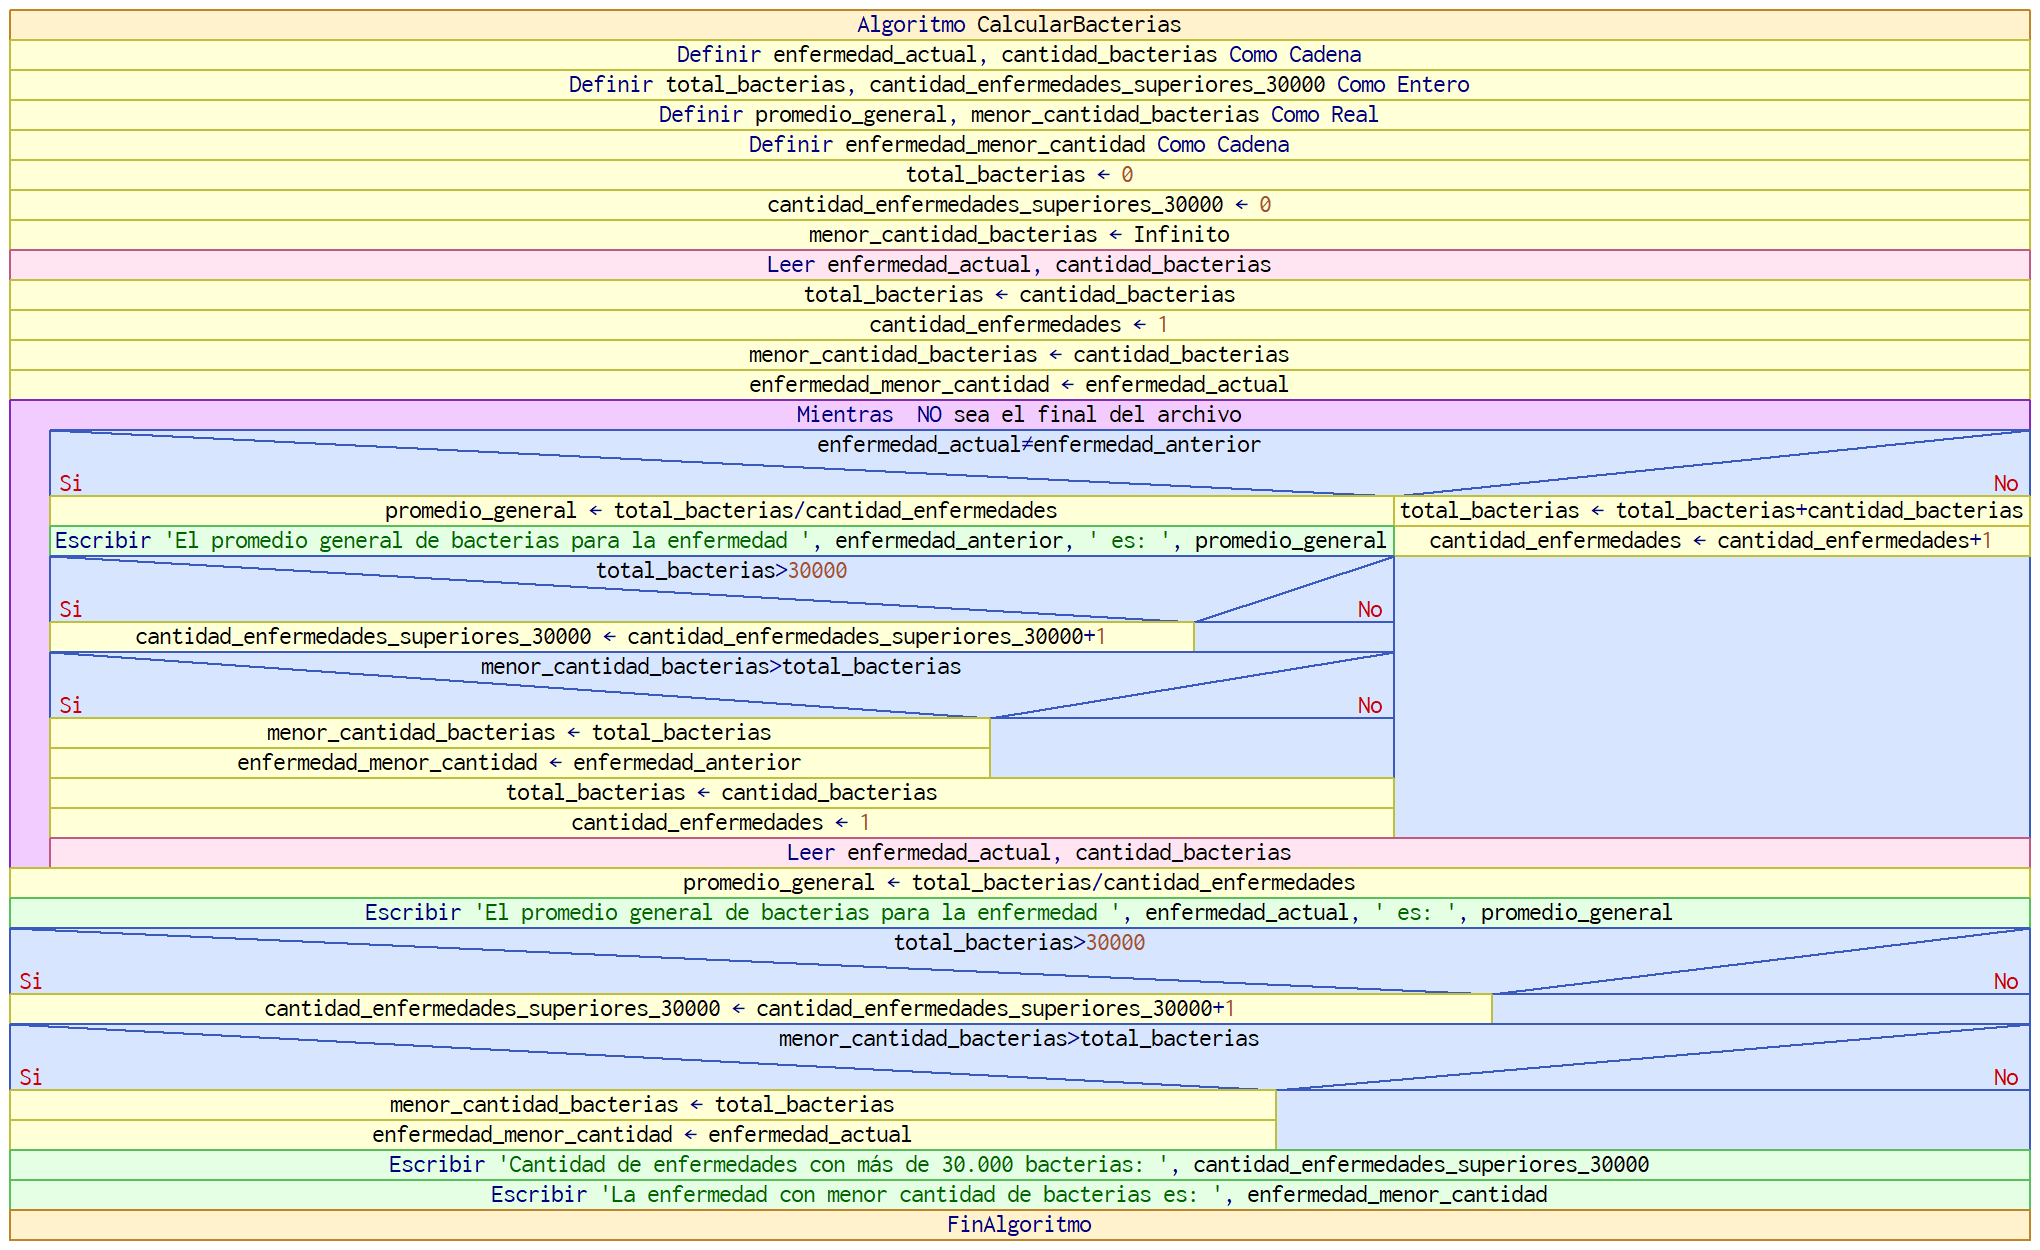 Algoritmo CalcularBacterias
Definir enfermedad_actual, cantidad_bacterias Como Cadena
Definir total_bacterias, cantidad_enfermedades_superiores_30000 Como Entero
Definir promedio_general, menor_cantidad_bacterias Como Real
Definir enfermedad_menor_cantidad Como Cadena
total_bacterias ← 0
cantidad_enfermedades_superiores_30000 ← 0
menor_cantidad_bacterias ← Infinito
Leer enfermedad_actual, cantidad_bacterias
total_bacterias ← cantidad_bacterias
cantidad_enfermedades ← 1
menor_cantidad_bacterias ← cantidad_bacterias
enfermedad_menor_cantidad ← enfermedad_actual
Mientras NO sea el final del archivo
enfermedad_actual≠enfermedad_anterior
Si No
promedio_general ← total_bacterias/cantidad_enfermedades total_bacterias ← total_bacterias+cantidad_bacterias
Escribir 'El promedio general de bacterias para la enfermedad ', enfermedad_anterior, ' es: ', promedio_general cantidad_enfermedades ← cantidad_enfermedades+1
total_bacterias>30000
Si No
cantidad_enfermedades_superiores_30000 ← cantidad_enfermedades_superiores_30000+1
menor_cantidad_bacterias>total_bacterias
Si No
menor_cantidad_bacterias ← total_bacterias
enfermedad_menor_cantidad ← enfermedad_anterior
total_bacterias ← cantidad_bacterias
cantidad_enfermedades ← 1
Leer enfermedad_actual, cantidad_bacterias
promedio_general ← total_bacterias/cantidad_enfermedades
Escribir 'El promedio general de bacterias para la enfermedad ', enfermedad_actual, ' es: ', promedio_general
total_bacterias>30000
Si No
cantidad_enfermedades_superiores_30000 ← cantidad_enfermedades_superiores_30000+1
menor_cantidad_bacterias>total_bacterias
Si No
menor_cantidad_bacterias ← total_bacterias
enfermedad_menor_cantidad ← enfermedad_actual
Escribir 'Cantidad de enfermedades con más de 30.000 bacterias: ', cantidad_enfermedades_superiores_30000
Escribir 'La enfermedad con menor cantidad de bacterias es: ', enfermedad_menor_cantidad
FinAlgoritmo